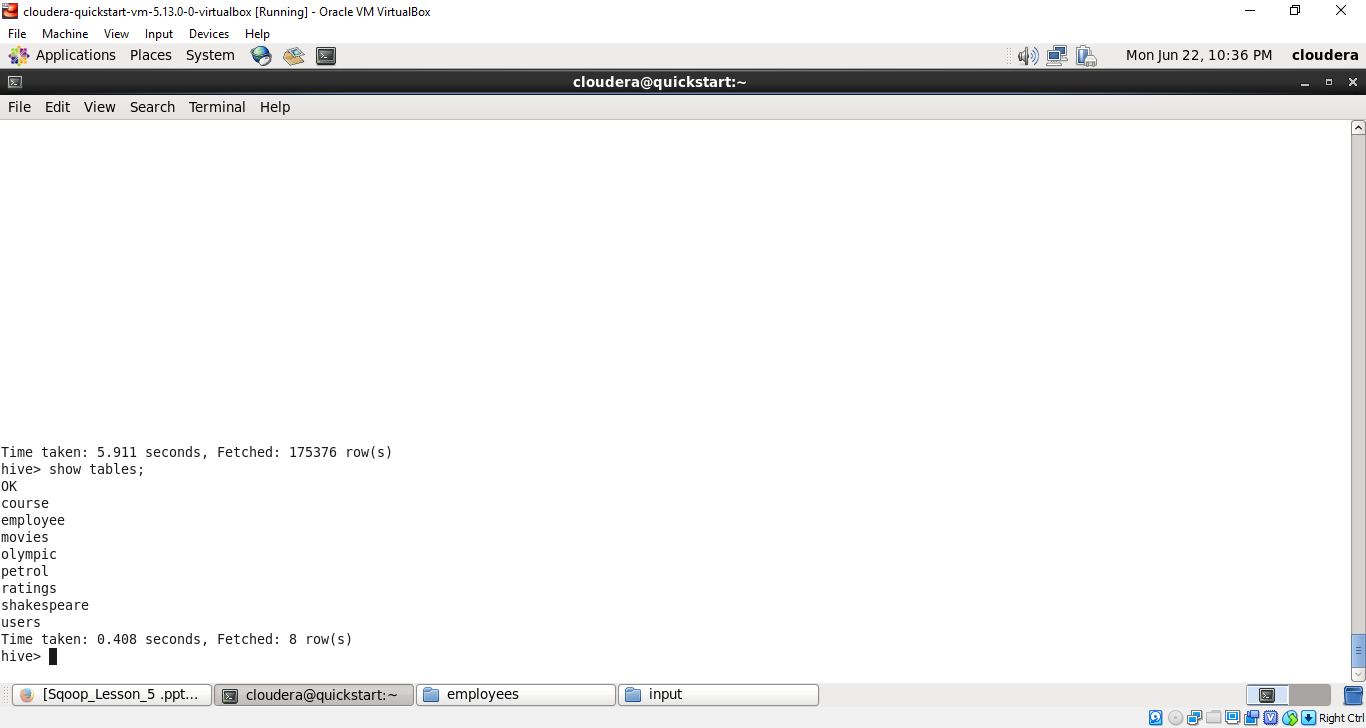 cloudera-quickstart-vm-5.13.0-0-virtualbox [Running] - Oracle VM VirtualBox
File Machine View Input Devices Help
Applications Places System Mon Jun 22, 10:36 PM cloudera
cloudera@quickstart:~
File Edit View Search Terminal Help
Time taken: 5.911 seconds, Fetched: 175376 row(s)
hive> show tables;
OK
course
employee
movies
olympic
petrol
ratings
shakespeare
users
Time taken: 0.408 seconds, Fetched: 8 row(s)
hive>
[Sqoop_Lesson_5 .ppt... cloudera@quickstart:~ employees input
Right Ctrl